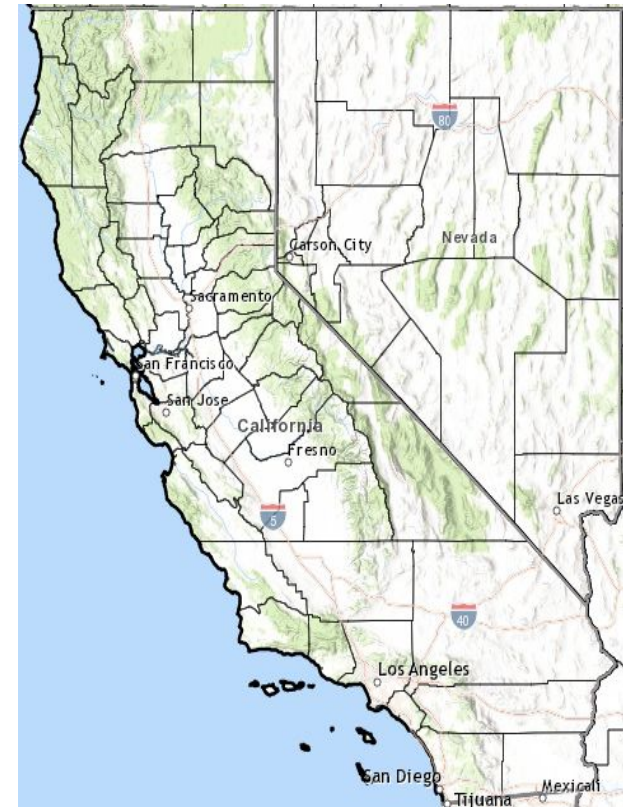 80
Nevada
Carson City
Sacramento
San Francisco
San Jose
California
Fresno
Las Vegas
5
40
Los Angeles
San Diego
Mexicali
Tijuana